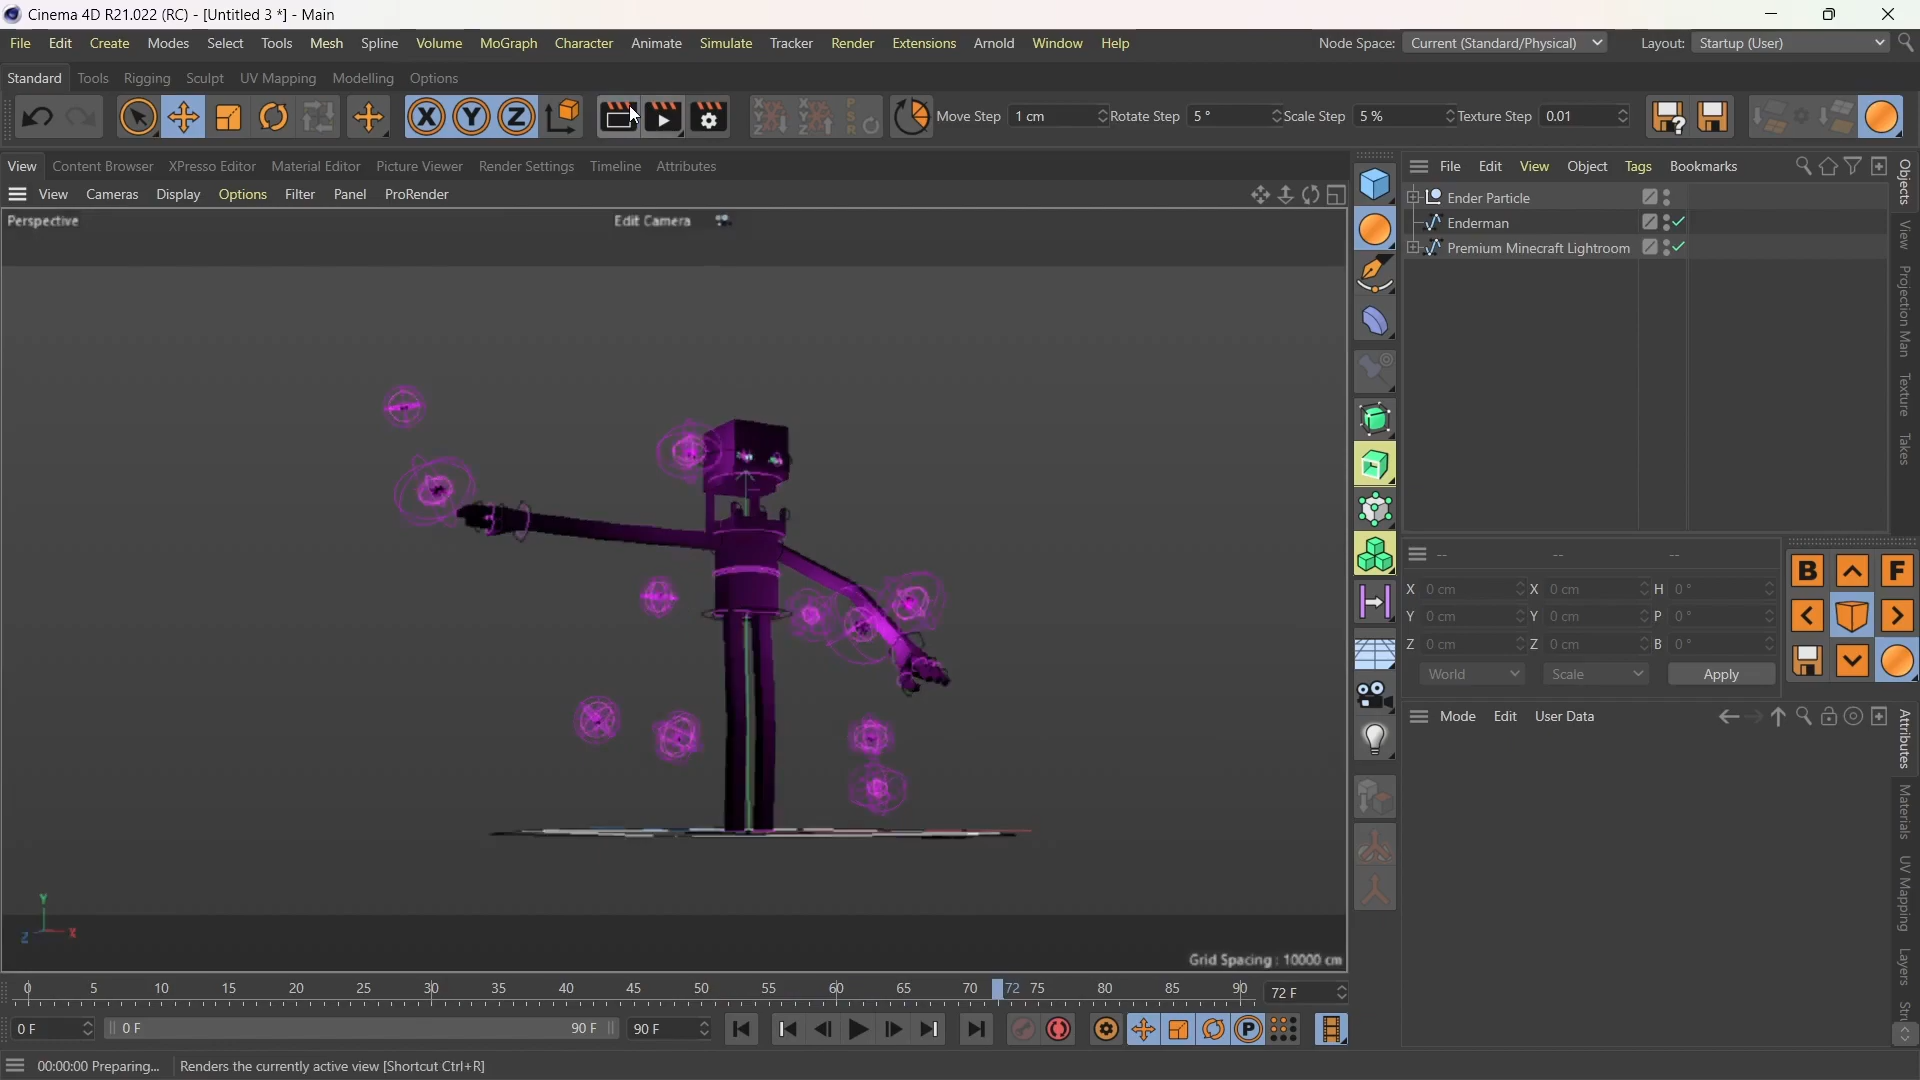 Cinema 4D R21.022 (RC) - [Untitled 3 *] - Main
File Edit Create Modes Select Tools Mesh Spline Volume MoGraph Character Animate Simulate Tracker Render Extensions Arnold Window Help Node Space: Current (Standard/Physical) Layout: Startup (User)
Standard Tools Rigging Sculpt UV Mapping Modelling Options
X Y Z Move Step 1 cm Rotate Step 5 ° Scale Step 5 % Texture Step 0.01
View Content Browser XPresso Editor Material Editor Picture Viewer Render Settings Timeline Attributes
View Cameras Display Options Filter Panel ProRender
Perspective Edit Camera
Grid Spacing : 10000 cm
Y
Z X
File Edit View Object Tags Bookmarks
Ender Particle
Enderman
Premium Minecraft Lightroom
Objects
View
Projection Man
Texture
Takes
-- -- --
X 0 cm X 0 cm H 0 °
Y 0 cm Y 0 cm P 0 °
Z 0 cm Z 0 cm B 0 °
World Scale Apply
B F
Mode Edit User Data
Attributes
Materials
UV Mapping
Layers
Stru
0 5 10 15 20 25 30 35 40 45 50 55 60 65 70 72 75 80 85 90 72 F
0 F 0 F 90 F 90 F P
00:00:00 Preparing... Renders the currently active view [Shortcut Ctrl+R]